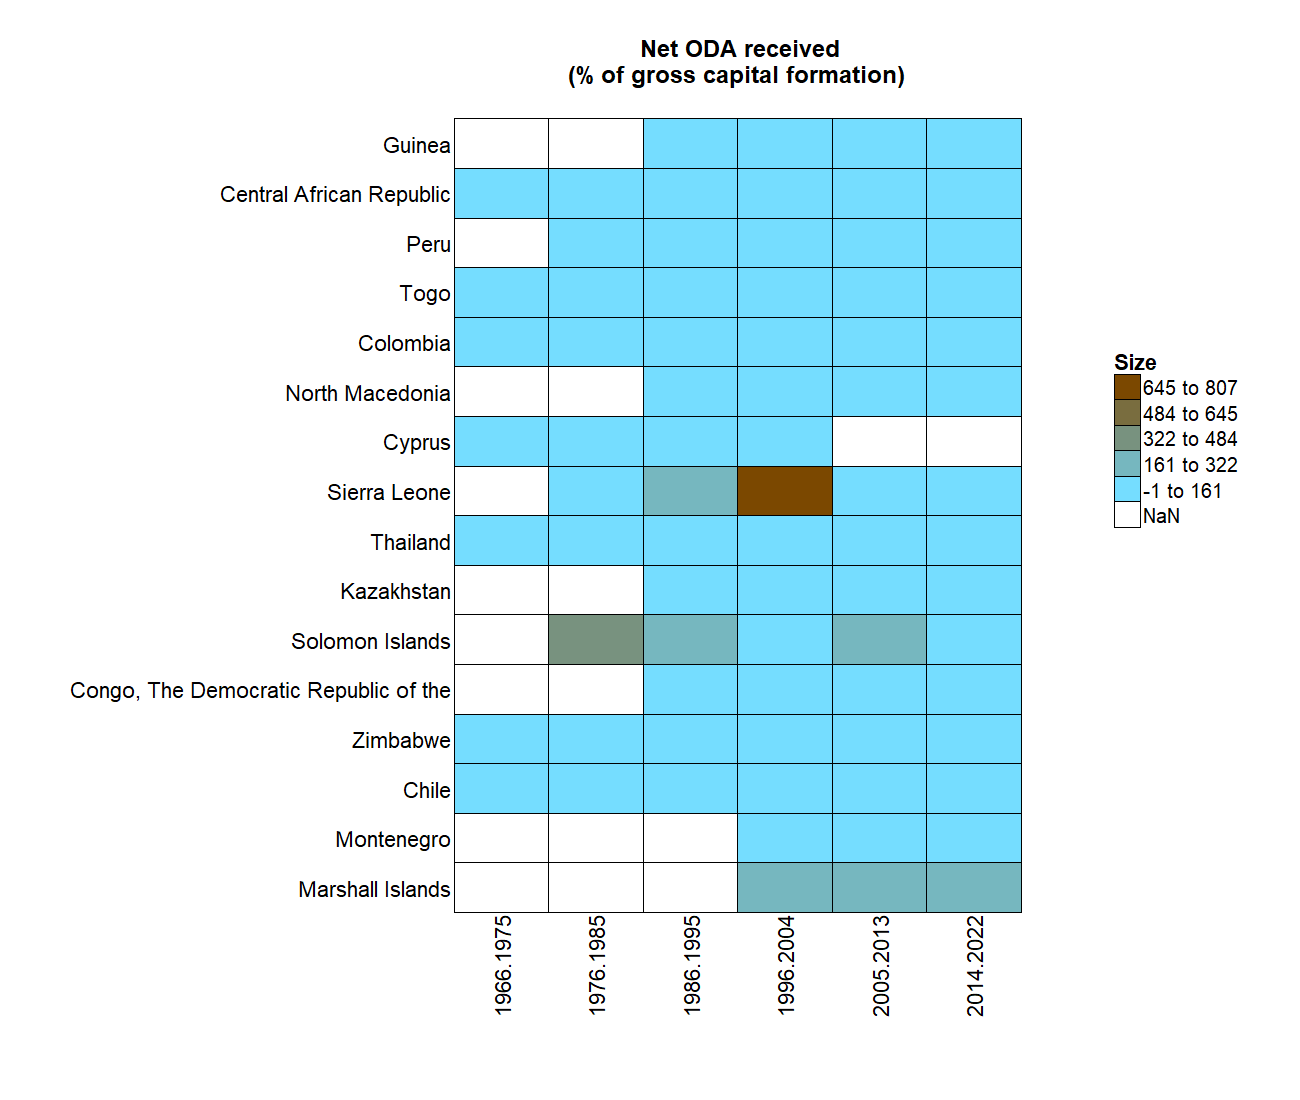 Net ODA received
(% of gross capital formation)
Guinea
Central African Republic
Peru
Togo
Colombia
North Macedonia
Cyprus
Sierra Leone
Thailand
Kazakhstan
Solomon Islands
Congo, The Democratic Republic of the
Zimbabwe
Chile
Montenegro
Marshall Islands
1966.1975
1976.1985
1986.1995
1996.2004
2005.2013
2014.2022
Size
645 to 807
484 to 645
322 to 484
161 to 322
-1 to 161
NaN